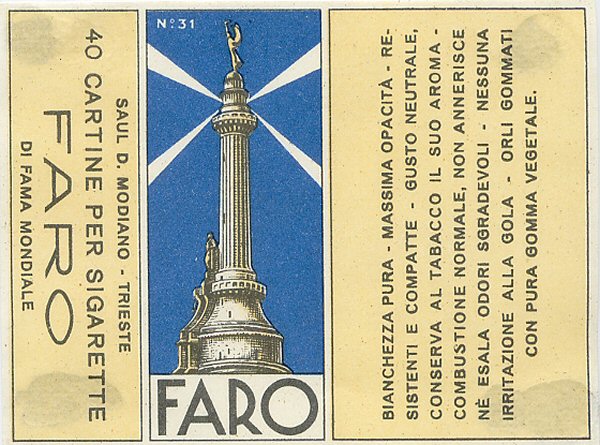 SAUL D. MODIANO - TRIESTE
40 CARTINE PER SIGARETTE
FARO
DI FAMA MONDIALE
Nº31
FARO
BIANCHEZZA PURA - MASSIMA OPACITÀ - RE-
SISTENTI E COMPATTE - GUSTO NEUTRALE,
CONSERVA AL TABACCO IL SUO AROMA -
COMBUSTIONE NORMALE, NON ANNERISCE
NÈ ESALA ODORI SGRADEVOLI - NESSUNA
IRRITAZIONE ALLA GOLA - ORLI GOMMATI
CON PURA GOMMA VEGETALE.